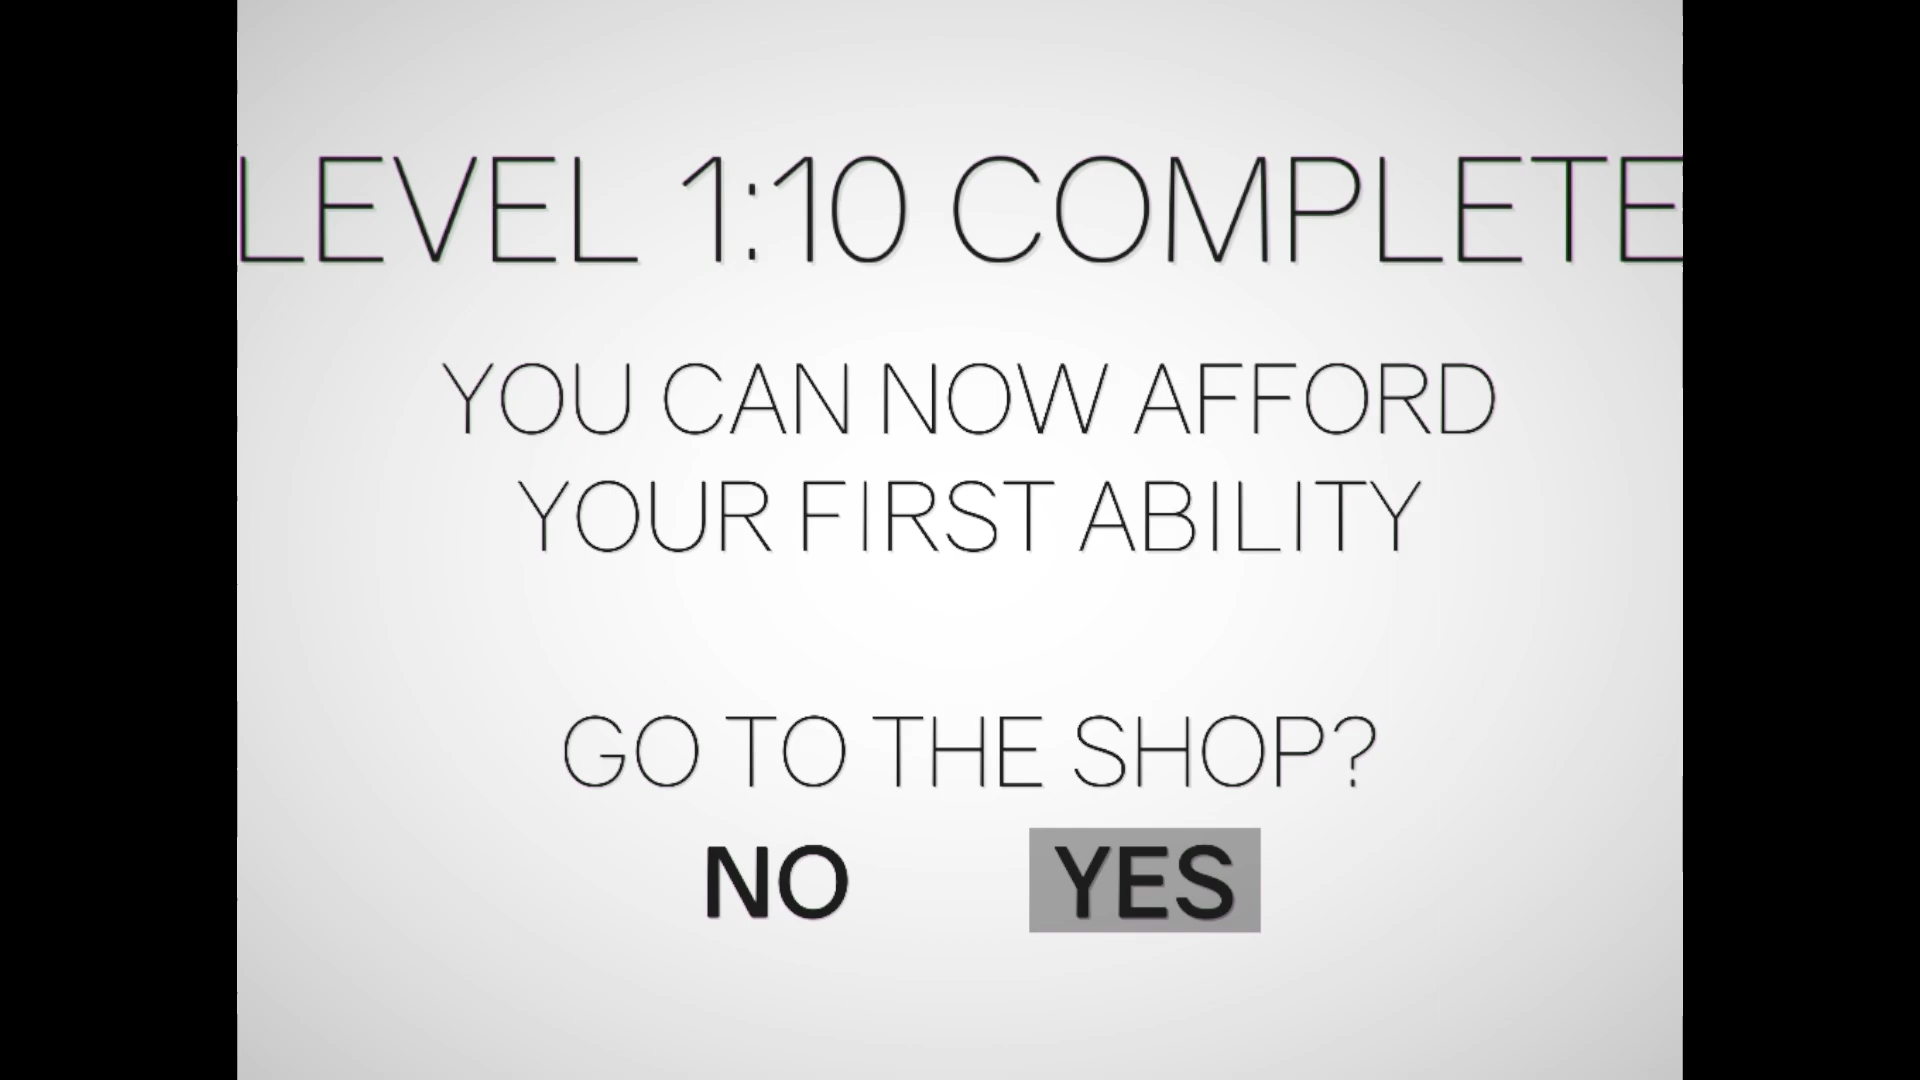 LEVEL 1:10 COMPLETE
YOU CAN NOW AFFORD
YOUR FIRST ABILITY
GO TO THE SHOP?
NO YES